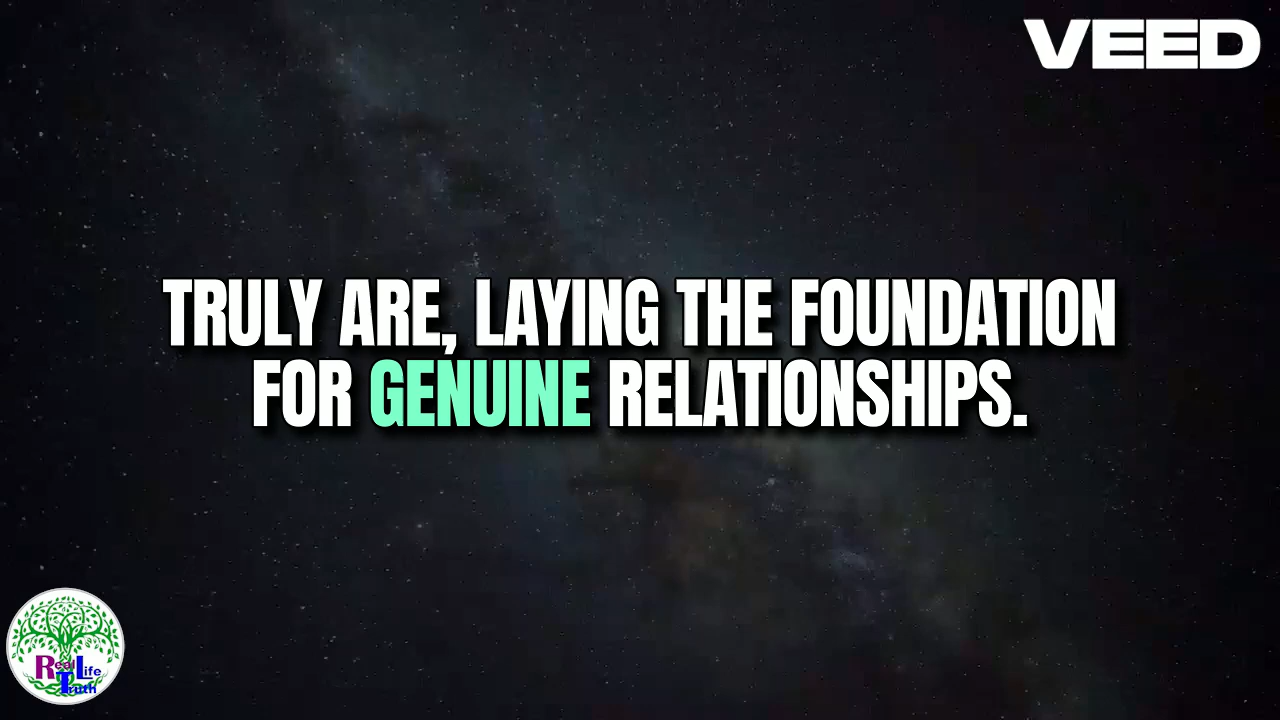 VEED
TRULY ARE, LAYING THE FOUNDATION
FOR GENUINE RELATIONSHIPS.
Real Life
Truth